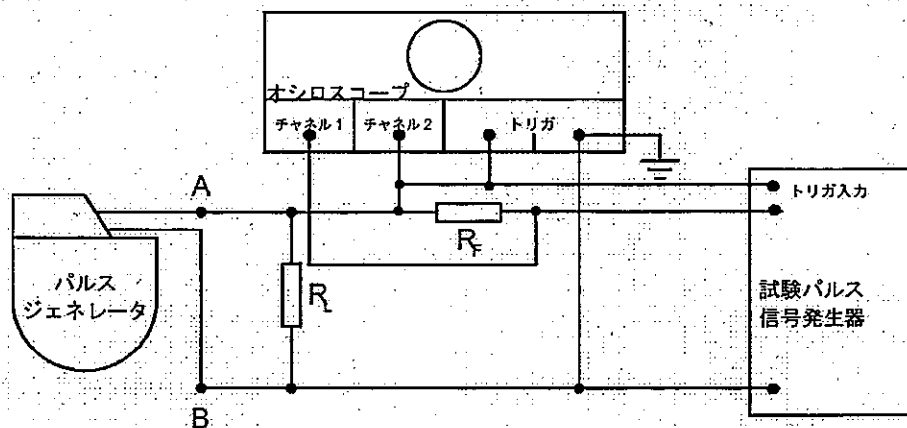 オシロスコープ
チャネル1
チャネル2
トリガ
A
トリガ入力
R_F
パルス
ジェネレータ
R_L
試験パルス
信号発生器
B